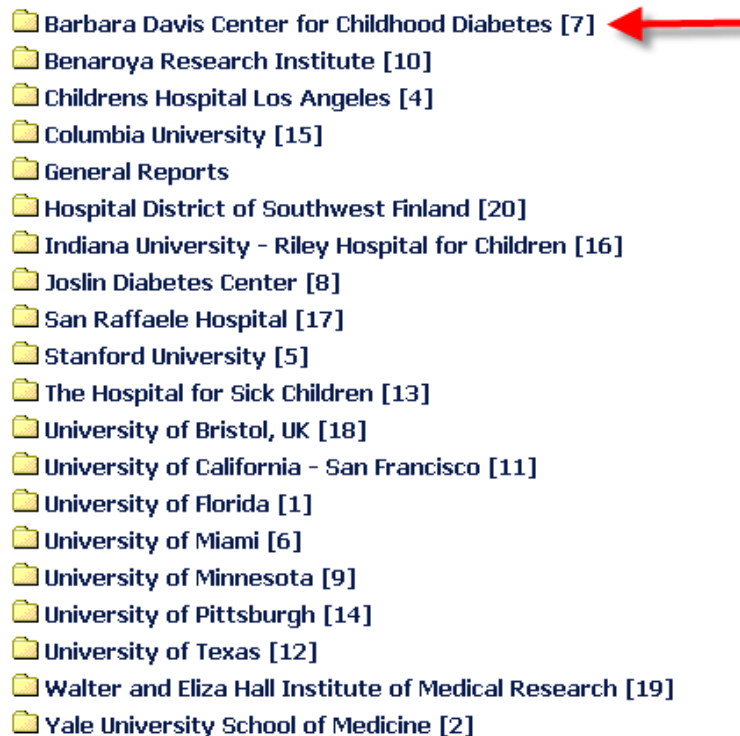 Barbara Davis Center for Childhood Diabetes [7]
Benaroya Research Institute [10]
Childrens Hospital Los Angeles [4]
Columbia University [15]
General Reports
Hospital District of Southwest Finland [20]
Indiana University - Riley Hospital for Children [16]
Joslin Diabetes Center [8]
San Raffaele Hospital [17]
Stanford University [5]
The Hospital for Sick Children [13]
University of Bristol, UK [18]
University of California - San Francisco [11]
University of Florida [1]
University of Miami [6]
University of Minnesota [9]
University of Pittsburgh [14]
University of Texas [12]
Walter and Eliza Hall Institute of Medical Research [19]
Yale University School of Medicine [2]